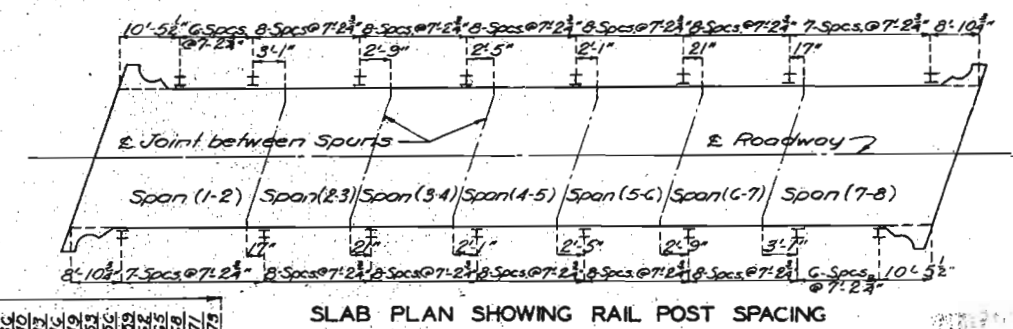 10'-5½" 6-Spcs. 8-Spcs@7'-2¾" 8-Spcs.@7'-2¾" 8-Spcs.@7'-2¾" 8-Spcs.@7'-2¾" 8-Spcs.@7'-2¾" 7-Spcs.@7'-2¾" 8'-10¾"
@7'-2¾"
3'-1" 2'-9" 2'-5" 2'-1" 21" 17"
℄ Joint between Spans
℄ Roadway
Span (1-2) Span(2-3) Span(3-4) Span(4-5) Span(5-6) Span(6-7) Span(7-8)
17" 21" 2'-1" 2'-5" 2'-9" 3'-1"
8'-10¾" 7-Spcs.@7'-2¾" 8-Spcs@7'-2¾" 8-Spcs.@7'-2¾" 8-Spcs.@7'-2¾" 8-Spcs.@7'-2¾" 8-Spcs.@7'-2¾" 6-Spcs. 10'-5½"
@7'-2¾"
SLAB PLAN SHOWING RAIL POST SPACING